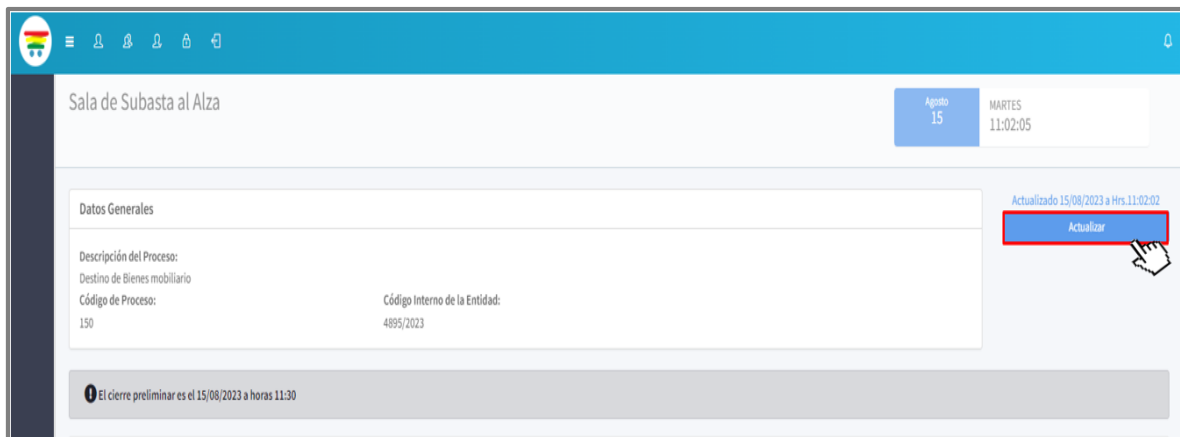 Sala de Subasta al Alza
Agosto
15
MARTES
11:02:05
Actualizado 15/08/2023 a Hrs.11:02:02
Actualizar
Datos Generales
Descripción del Proceso:
Destino de Bienes mobiliario
Código de Proceso:
150
Código Interno de la Entidad:
4895/2023
El cierre preliminar es el 15/08/2023 a horas 11:30